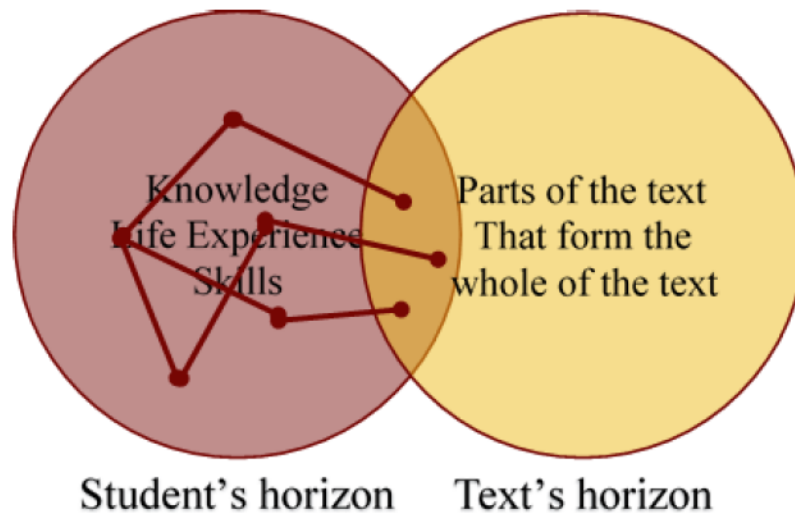 Knowledge
Life Experience
Skills
Parts of the text
That form the
whole of the text
Student's horizon
Text's horizon